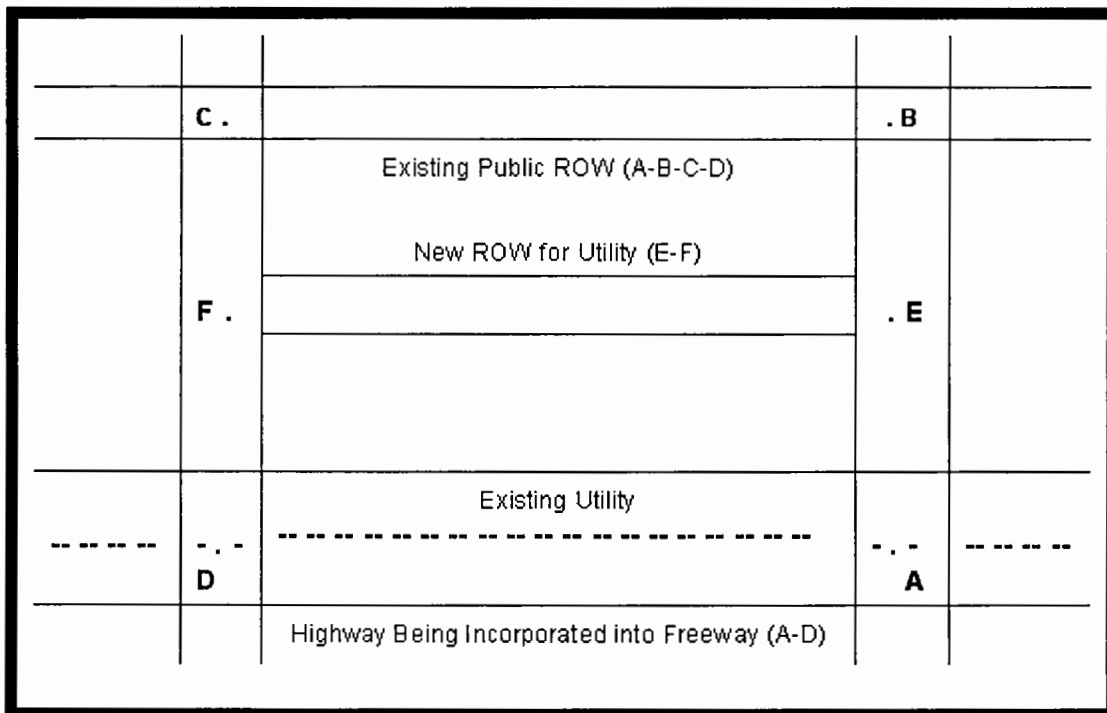 C . . B
Existing Public ROW (A-B-C-D)
New ROW for Utility (E-F)
F . . E
Existing Utility
D A
Highway Being Incorporated into Freeway (A-D)